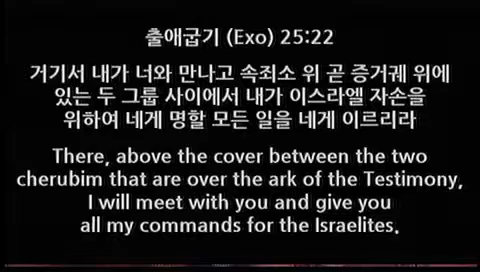 출애굽기 (Exo) 25:22
거기서 내가 너와 만나고 속죄소 위 곧 증거궤 위에
있는 두 그룹 사이에서 내가 이스라엘 자손을
위하여 네게 명할 모든 일을 네게 이르리라
There, above the cover between the two
cherubim that are over the ark of the Testimony,
I will meet with you and give you
all my commands for the Israelites.